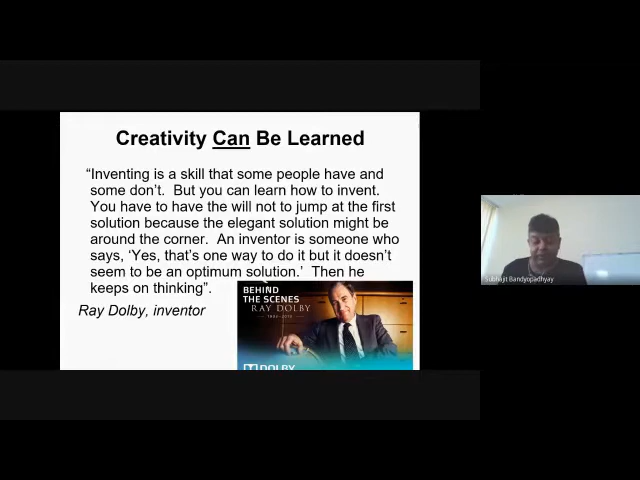 Creativity Can Be Learned
“Inventing is a skill that some people have and
some don’t. But you can learn how to invent.
You have to have the will not to jump at the first
solution because the elegant solution might be
around the corner. An inventor is someone who
says, ‘Yes, that’s one way to do it but it doesn’t
seem to be an optimum solution.’ Then he
keeps on thinking”.
Ray Dolby, inventor
BEHIND
THE SCENES
RAY DOLBY
DOLBY
Subhajit Bandyopadhyay